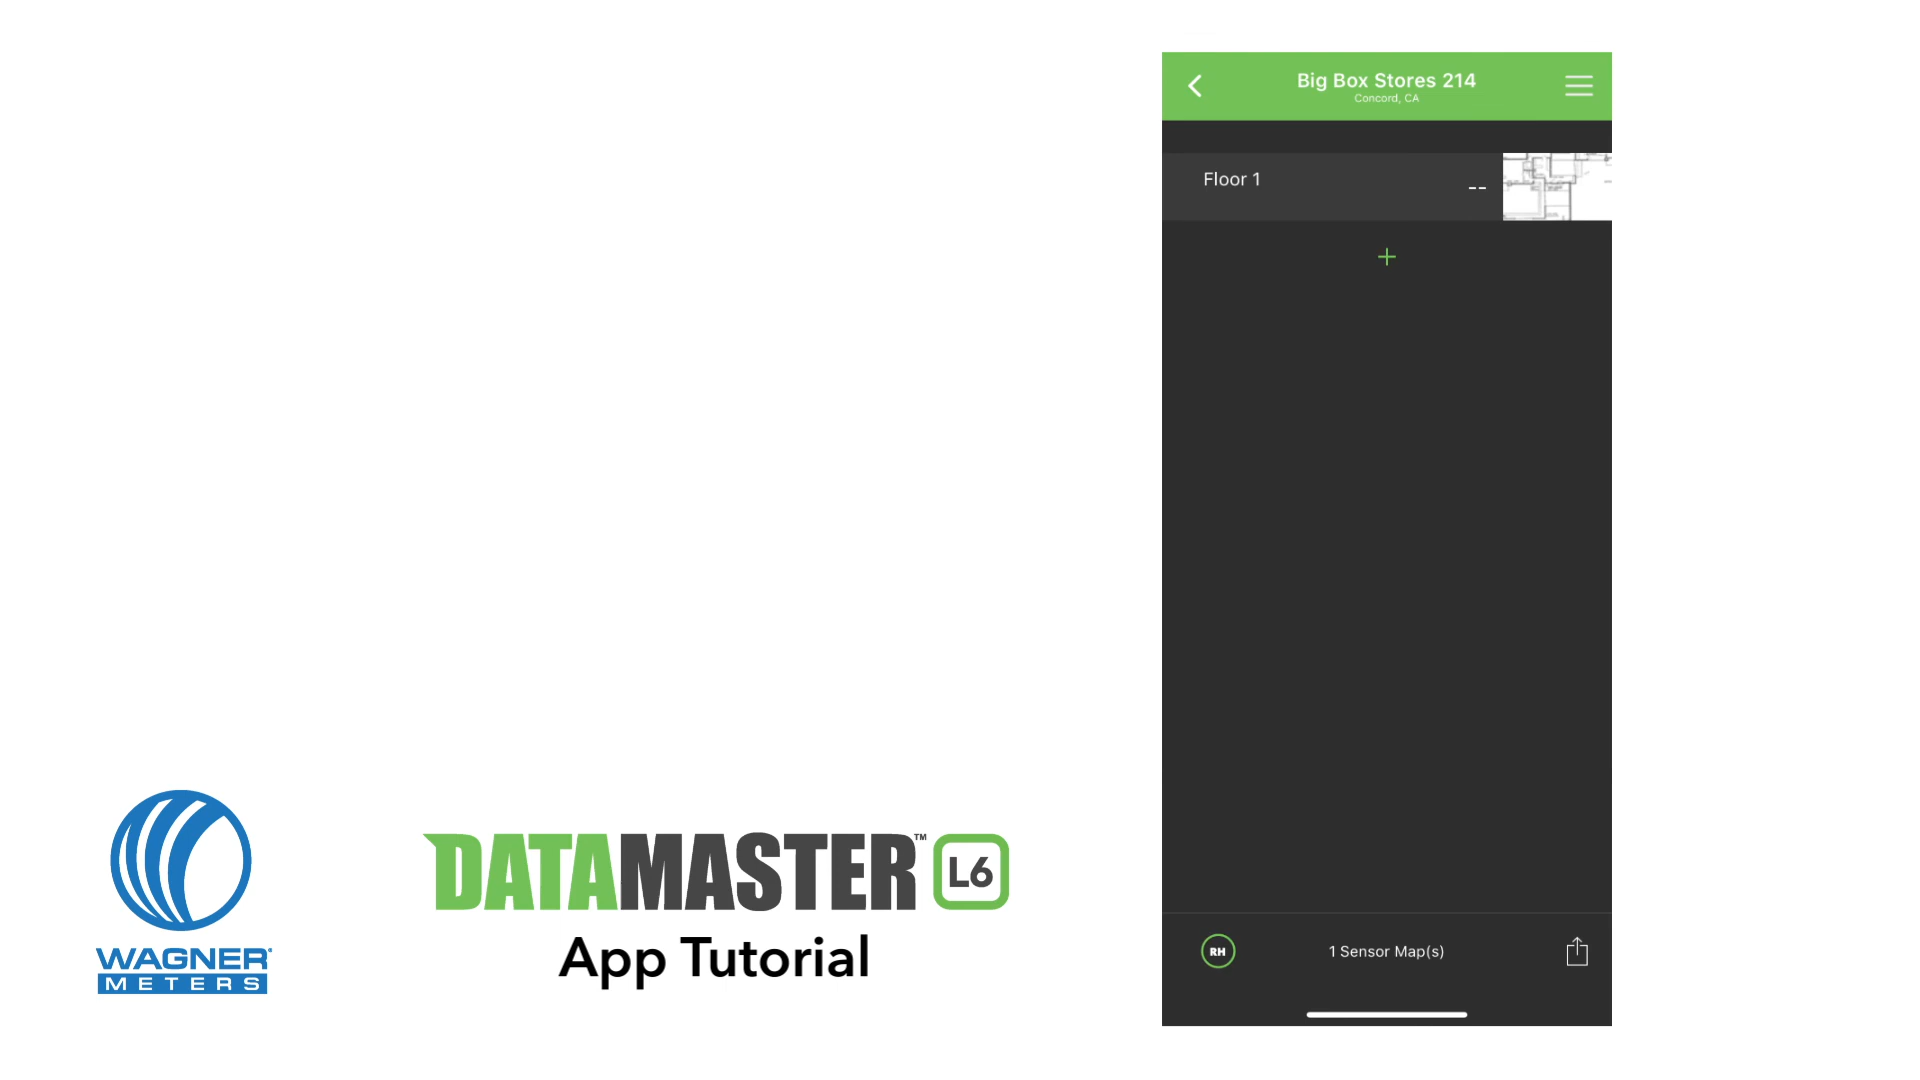 Big Box Stores 214
Concord, CA
Floor 1
--
RH
1 Sensor Map(s)
WAGNER®
METERS
DATAMASTER™ L6
App Tutorial